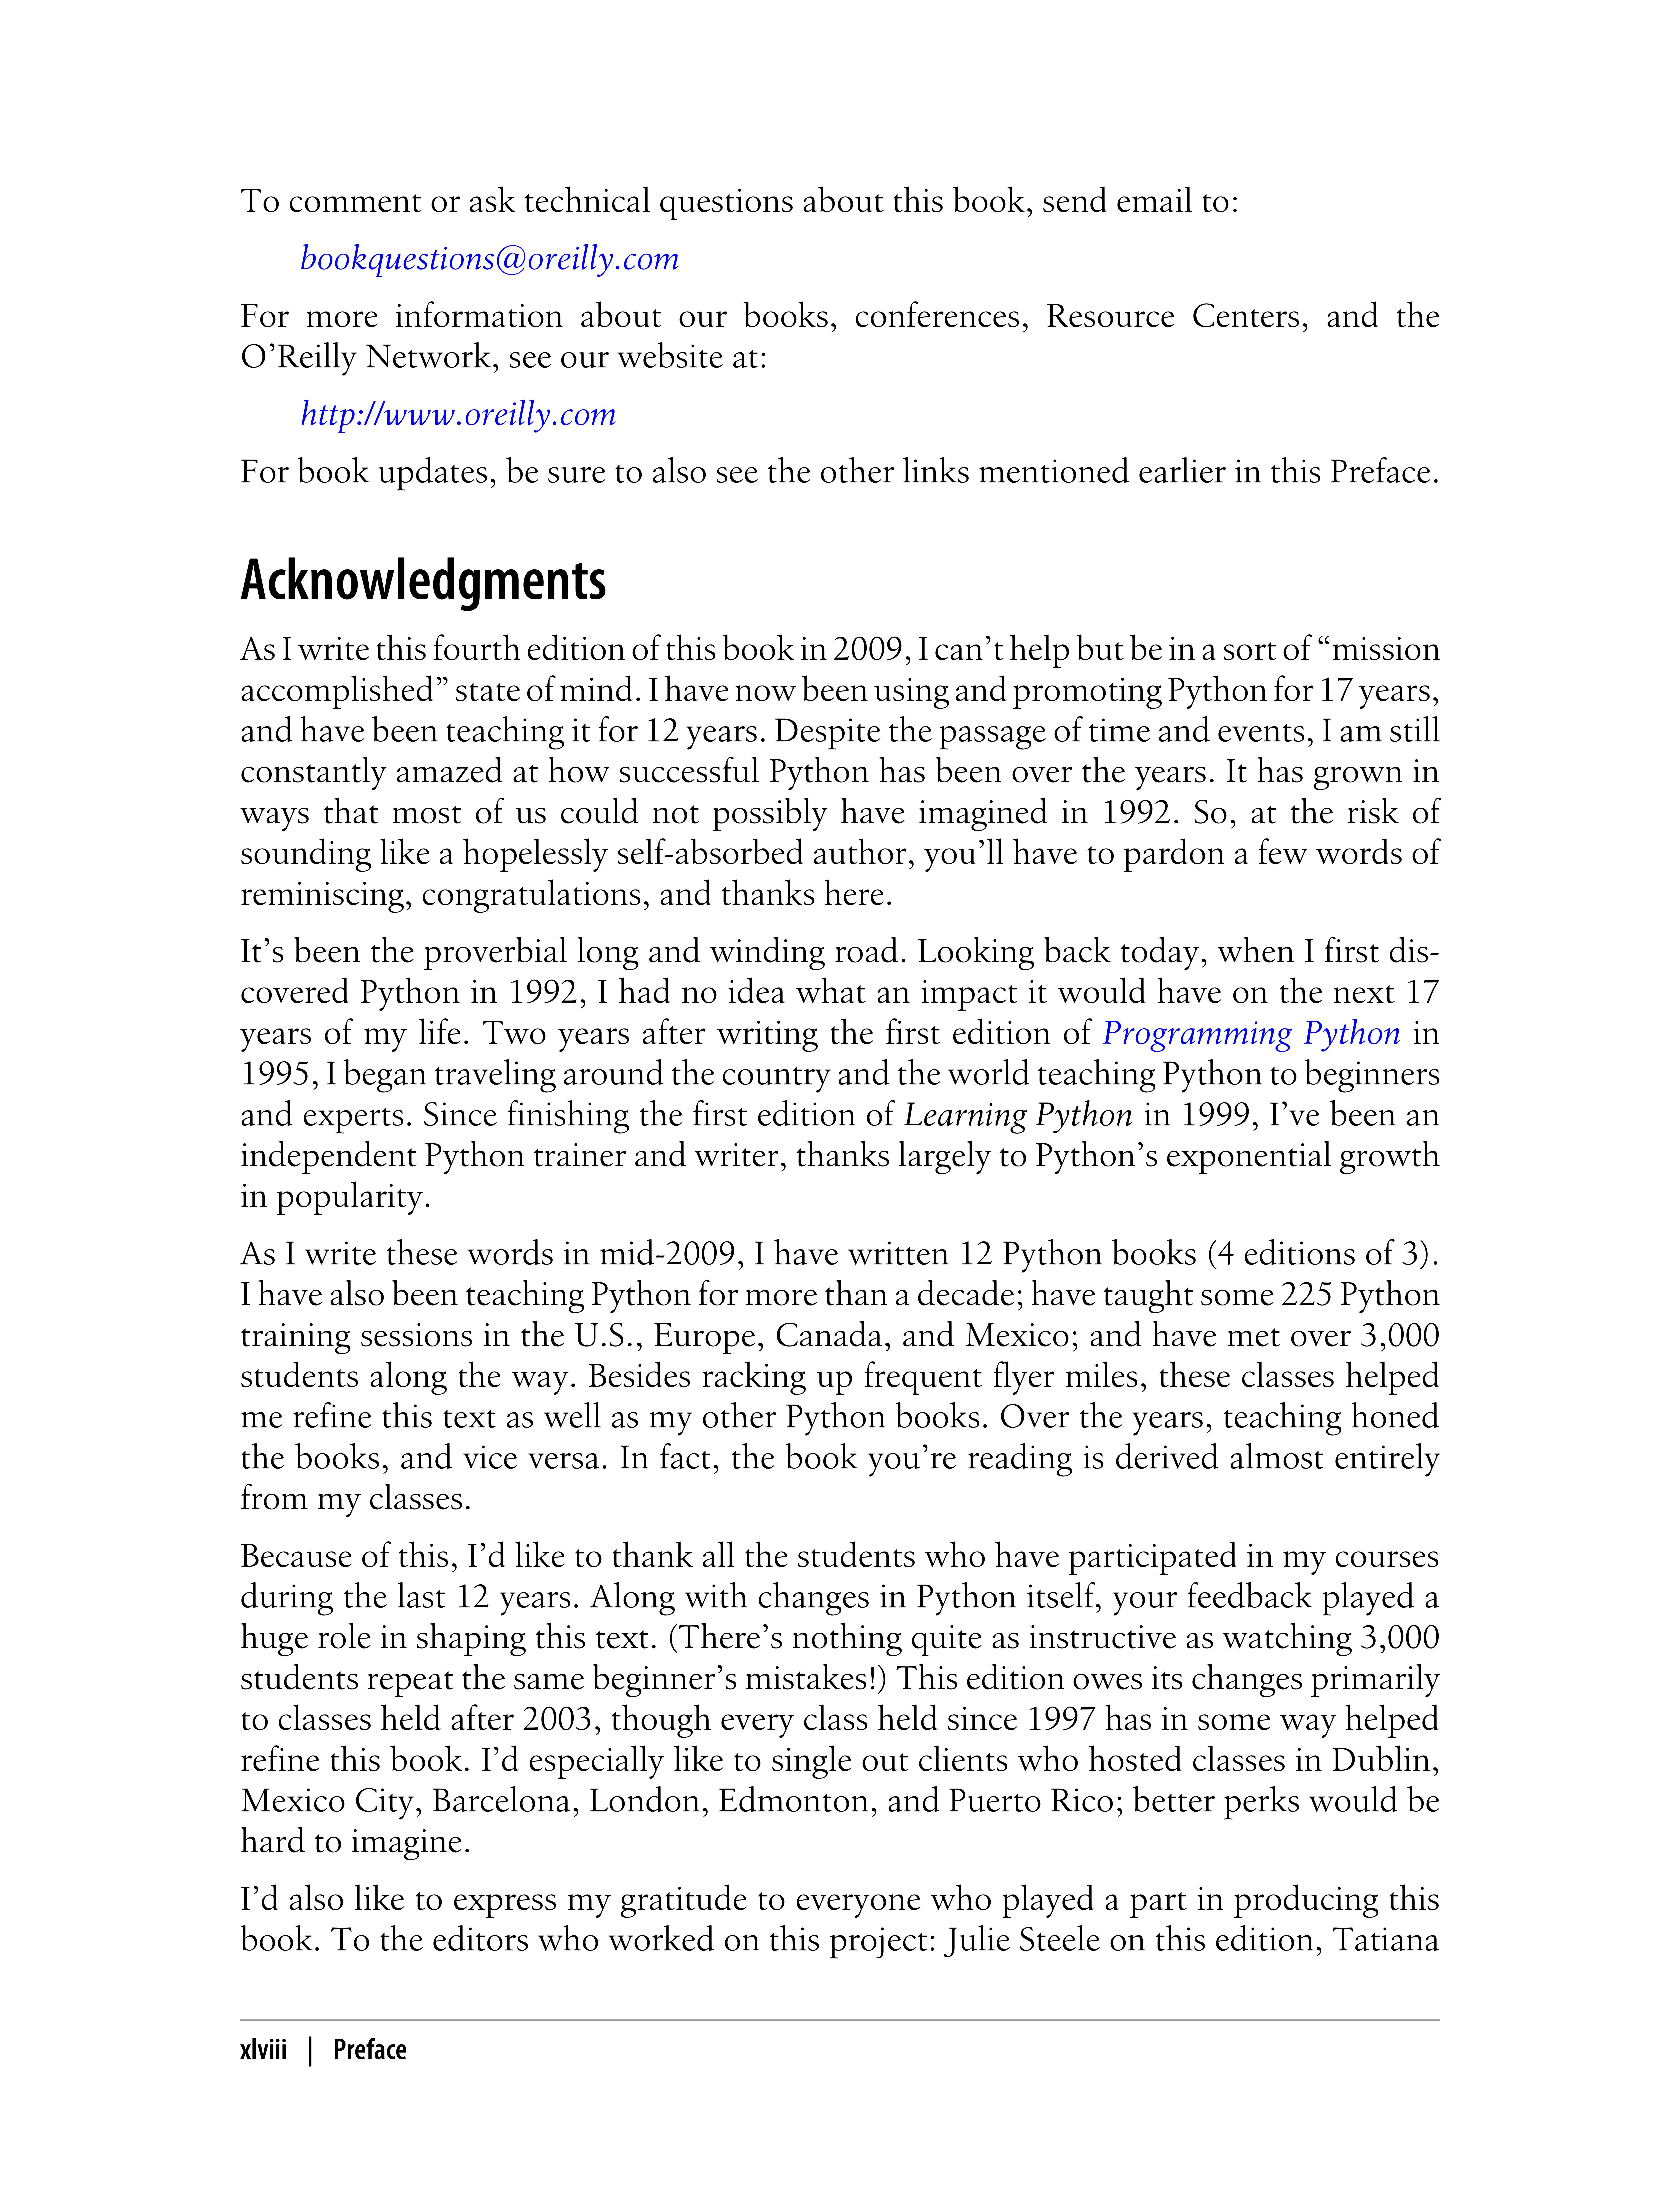 To comment or ask technical questions about this book, send email to:
bookquestions@oreilly.com
For more information about our books, conferences, Resource Centers, and the
O’Reilly Network, see our website at:
http://www.oreilly.com
For book updates, be sure to also see the other links mentioned earlier in this Preface.
Acknowledgments
As I write this fourth edition of this book in 2009, I can’t help but be in a sort of “mission
accomplished” state of mind. I have now been using and promoting Python for 17 years,
and have been teaching it for 12 years. Despite the passage of time and events, I am still
constantly amazed at how successful Python has been over the years. It has grown in
ways that most of us could not possibly have imagined in 1992. So, at the risk of
sounding like a hopelessly self-absorbed author, you’ll have to pardon a few words of
reminiscing, congratulations, and thanks here.
It’s been the proverbial long and winding road. Looking back today, when I first dis-
covered Python in 1992, I had no idea what an impact it would have on the next 17
years of my life. Two years after writing the first edition of Programming Python in
1995, I began traveling around the country and the world teaching Python to beginners
and experts. Since finishing the first edition of Learning Python in 1999, I’ve been an
independent Python trainer and writer, thanks largely to Python’s exponential growth
in popularity.
As I write these words in mid-2009, I have written 12 Python books (4 editions of 3).
I have also been teaching Python for more than a decade; have taught some 225 Python
training sessions in the U.S., Europe, Canada, and Mexico; and have met over 3,000
students along the way. Besides racking up frequent flyer miles, these classes helped
me refine this text as well as my other Python books. Over the years, teaching honed
the books, and vice versa. In fact, the book you’re reading is derived almost entirely
from my classes.
Because of this, I’d like to thank all the students who have participated in my courses
during the last 12 years. Along with changes in Python itself, your feedback played a
huge role in shaping this text. (There’s nothing quite as instructive as watching 3,000
students repeat the same beginner’s mistakes!) This edition owes its changes primarily
to classes held after 2003, though every class held since 1997 has in some way helped
refine this book. I’d especially like to single out clients who hosted classes in Dublin,
Mexico City, Barcelona, London, Edmonton, and Puerto Rico; better perks would be
hard to imagine.
I’d also like to express my gratitude to everyone who played a part in producing this
book. To the editors who worked on this project: Julie Steele on this edition, Tatiana
xlviii | Preface